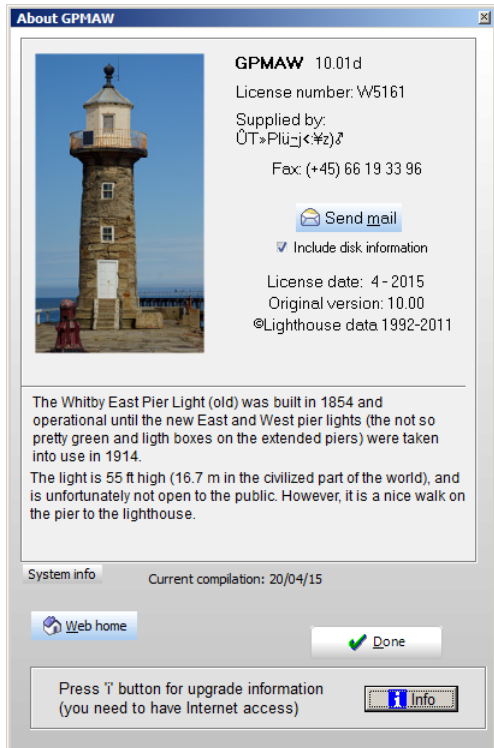 About GPMAW
GPMAW 10.01d
License number: W5161
Supplied by:
Fax: (+45) 66 19 33 96
Send mail
Include disk information
License date: 4 - 2015
Original version: 10.00
©Lighthouse data 1992-2011
The Whitby East Pier Light (old) was built in 1854 and
operational until the new East and West pier lights (the not so
pretty green and ligth boxes on the extended piers) were taken
into use in 1914.
The light is 55 ft high (16.7 m in the civilized part of the world), and
is unfortunately not open to the public. However, it is a nice walk on
the pier to the lighthouse.
System info
Current compilation: 20/04/15
Web home
Done
Press 'i' button for upgrade information
(you need to have Internet access)
i Info